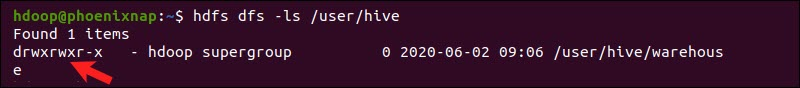 hdoop@phoenixnap:~$ hdfs dfs -ls /user/hive
Found 1 items
drwxrwxr-x   - hdoop supergroup          0 2020-06-02 09:06 /user/hive/warehous
e